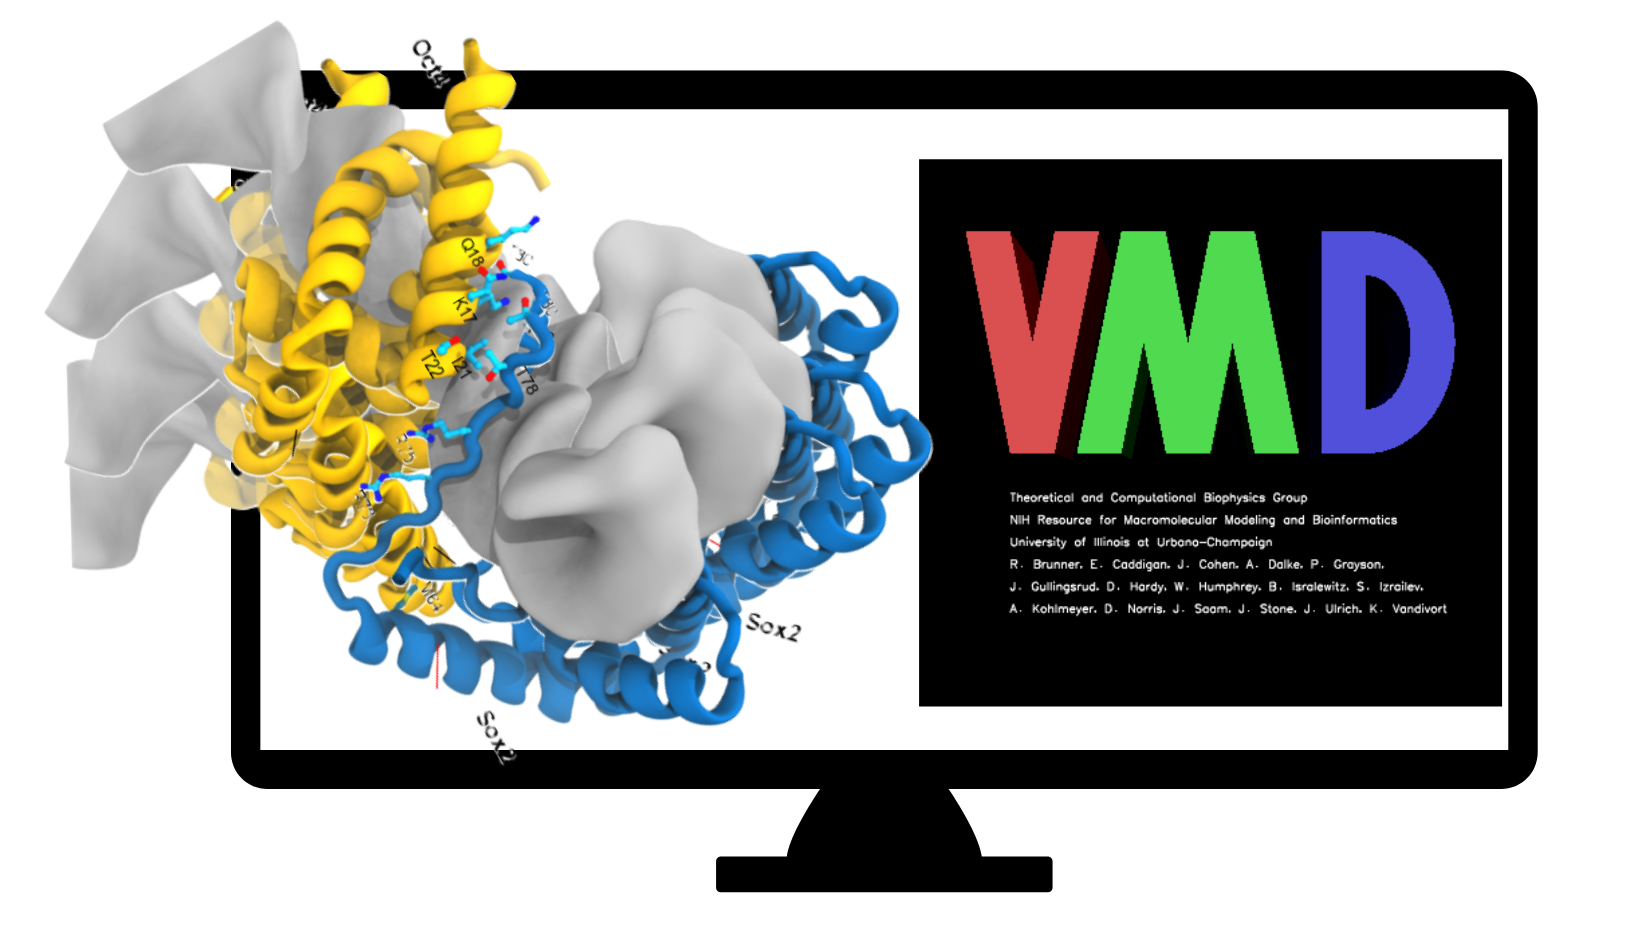 Oct4
Q18
K17
T22
I21
T78
M64
Sox2
Sox2
VMD
Theoretical and Computational Biophysics Group
NIH Resource for Macromolecular Modeling and Bioinformatics
University of Illinois at Urbana-Champaign
R. Brunner, E. Caddigan, J. Cohen, A. Dalke, P. Grayson,
J. Gullingsrud, D. Hardy, W. Humphrey, B. Isralewitz, S. Izrailev,
A. Kohlmeyer, D. Norris, J. Saam, J. Stone, J. Ulrich, K. Vandivort